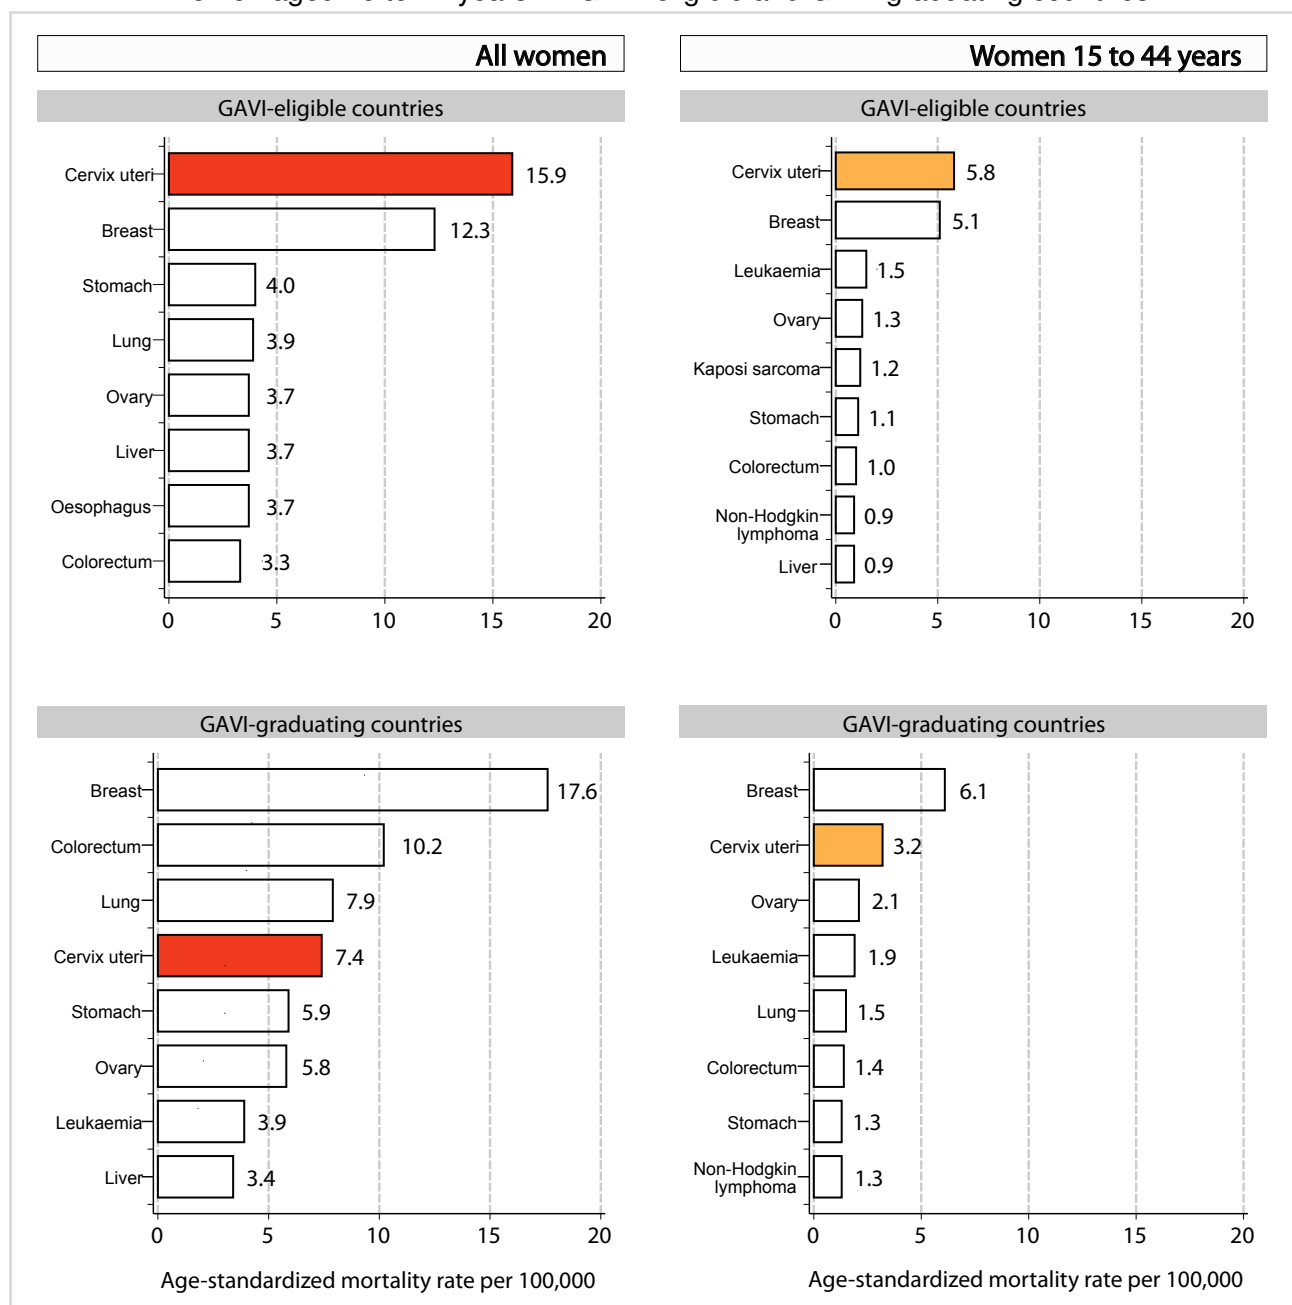 All women
GAVI-eligible countries
Cervix uteri 15.9
Breast 12.3
Stomach 4.0
Lung 3.9
Ovary 3.7
Liver 3.7
Oesophagus 3.7
Colorectum 3.3
0 5 10 15 20
Women 15 to 44 years
GAVI-eligible countries
Cervix uteri 5.8
Breast 5.1
Leukaemia 1.5
Ovary 1.3
Kaposi sarcoma 1.2
Stomach 1.1
Colorectum 1.0
Non-Hodgkin
lymphoma 0.9
Liver 0.9
0 5 10 15 20
GAVI-graduating countries
Breast 17.6
Colorectum 10.2
Lung 7.9
Cervix uteri 7.4
Stomach 5.9
Ovary 5.8
Leukaemia 3.9
Liver 3.4
0 5 10 15 20
Age-standardized mortality rate per 100,000
GAVI-graduating countries
Breast 6.1
Cervix uteri 3.2
Ovary 2.1
Leukaemia 1.9
Lung 1.5
Colorectum 1.4
Stomach 1.3
Non-Hodgkin
lymphoma 1.3
0 5 10 15 20
Age-standardized mortality rate per 100,000